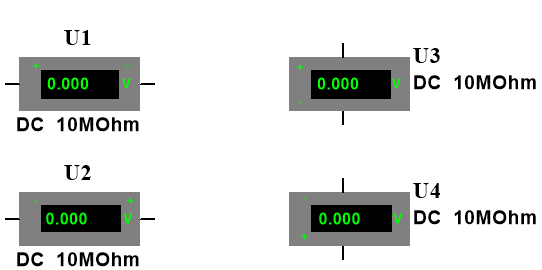 U1
+ -
0.000 V
DC 10MOhm
U3
+
0.000 V
-
DC 10MOhm
U2
- +
0.000 V
DC 10MOhm
U4
-
0.000 V
+
DC 10MOhm